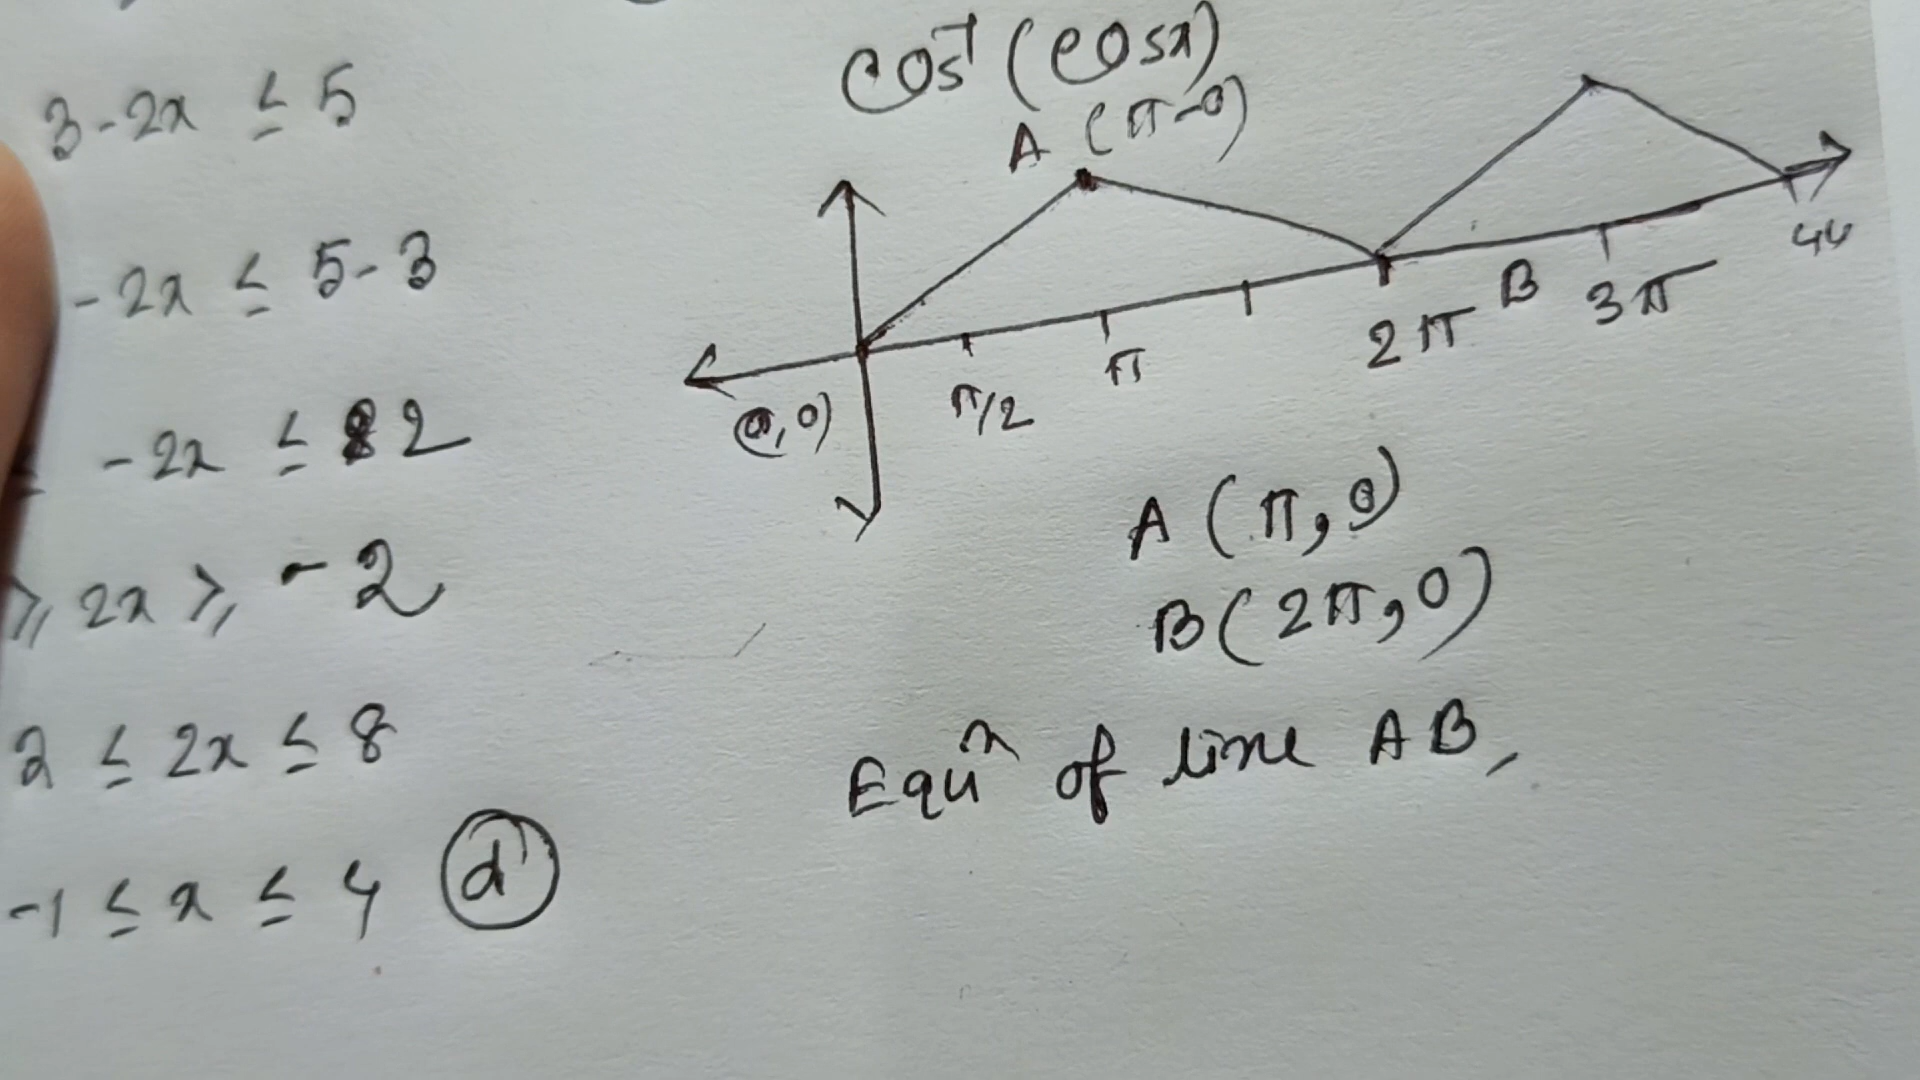 3-2x ≤ 5
-2x ≤ 5-3
-2x ≤ 2
2x ≥ -2
2 ≤ 2x ≤ 8
-1 ≤ x ≤ 4 (d)
cos⁻¹(cosx)
A (π-0)
(0,0)
π/2
π
2π
B
3π
A (π, 0)
B(2π, 0)
Equⁿ of line AB,